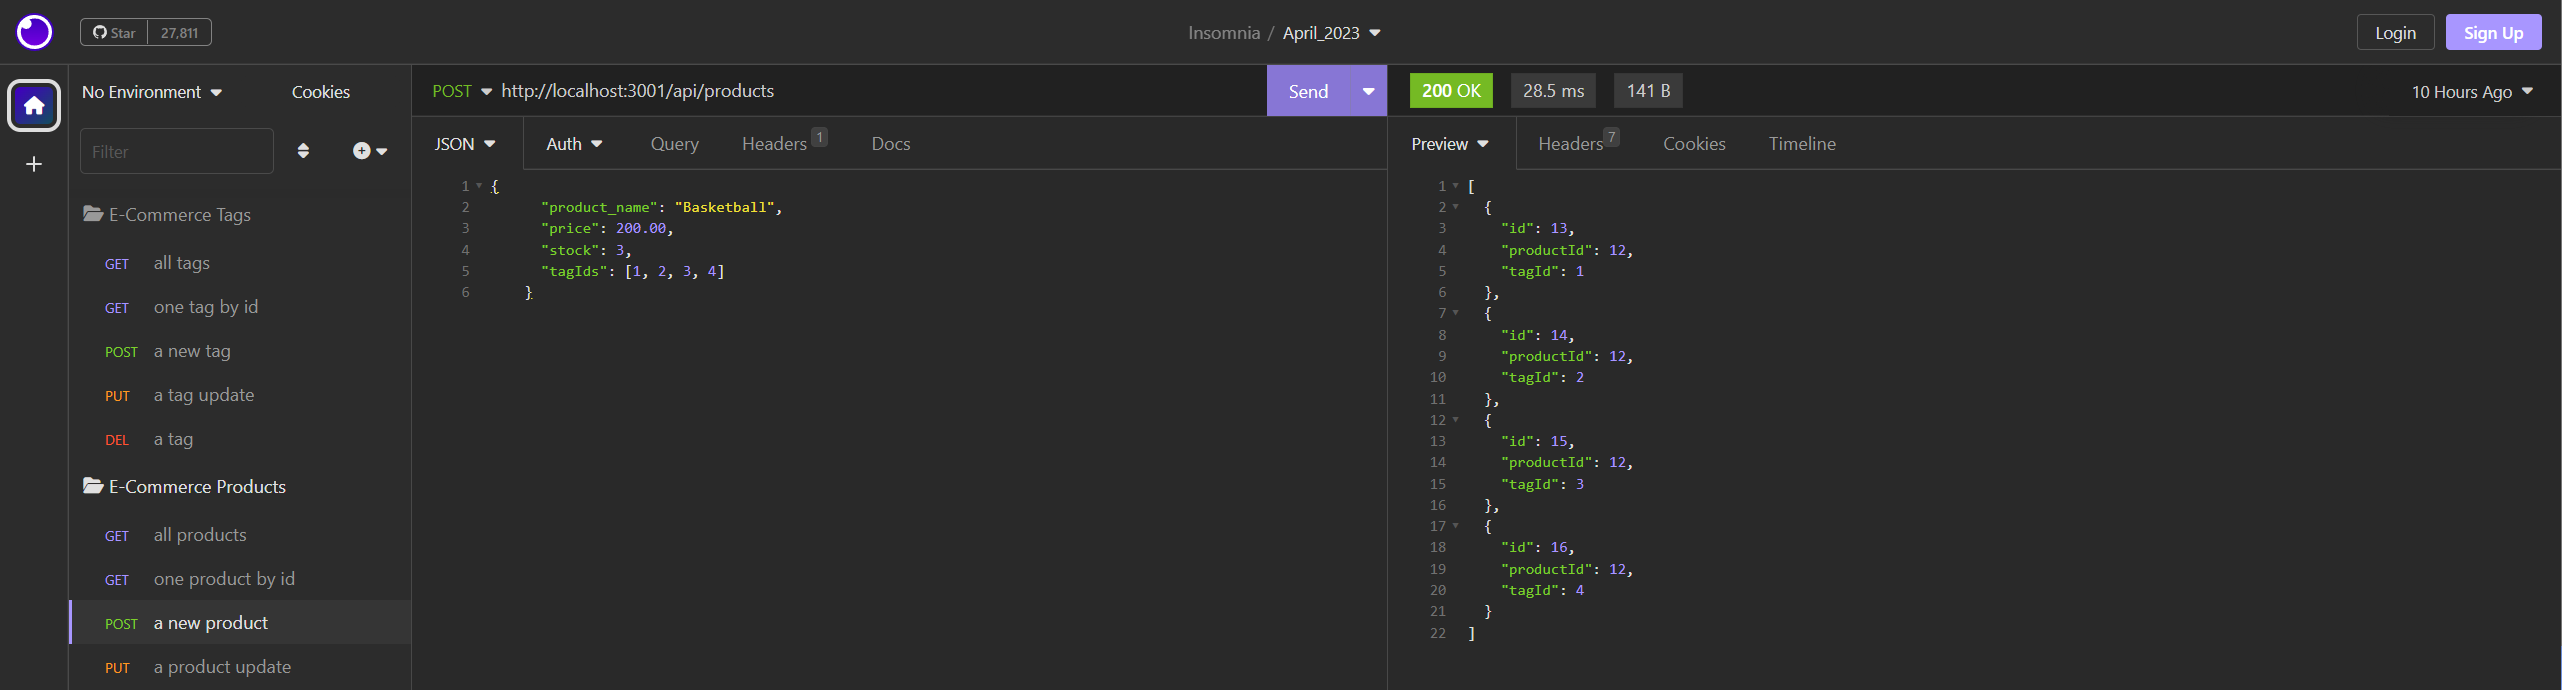 Star 27,811
Insomnia / April_2023
Login Sign Up
No Environment Cookies
Filter
E-Commerce Tags
GET all tags
GET one tag by id
POST a new tag
PUT a tag update
DEL a tag
E-Commerce Products
GET all products
GET one product by id
POST a new product
PUT a product update
POST http://localhost:3001/api/products Send
JSON Auth Query Headers 1 Docs
1 {
2 "product_name": "Basketball",
3 "price": 200.00,
4 "stock": 3,
5 "tagIds": [1, 2, 3, 4]
6 }
200 OK 28.5 ms 141 B 10 Hours Ago
Preview Headers 7 Cookies Timeline
1 [
2 {
3 "id": 13,
4 "productId": 12,
5 "tagId": 1
6 },
7 {
8 "id": 14,
9 "productId": 12,
10 "tagId": 2
11 },
12 {
13 "id": 15,
14 "productId": 12,
15 "tagId": 3
16 },
17 {
18 "id": 16,
19 "productId": 12,
20 "tagId": 4
21 }
22 ]